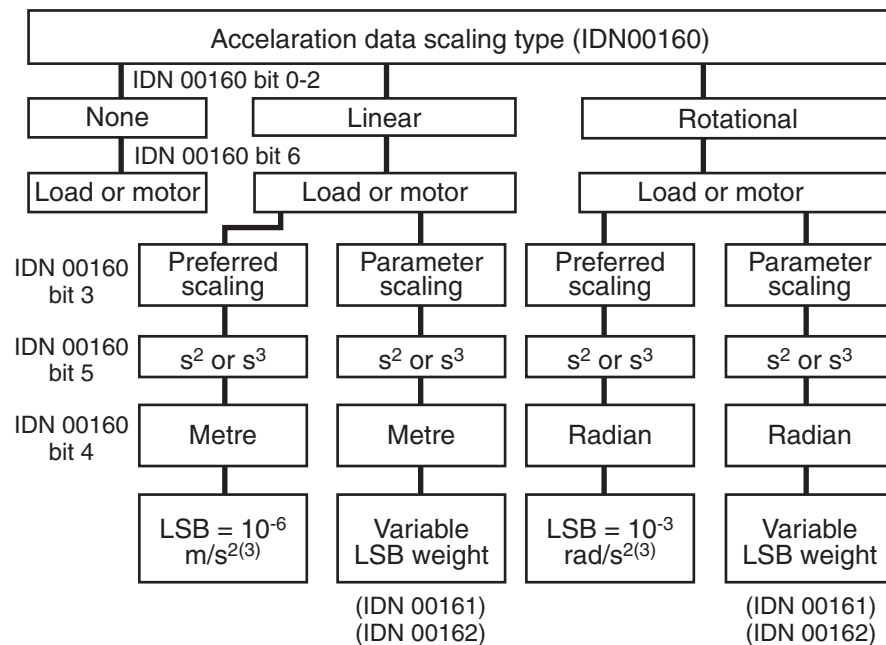 Accelaration data scaling type (IDN00160)
IDN 00160 bit 0-2
None
Linear
Rotational
IDN 00160 bit 6
Load or motor
Load or motor
Load or motor
IDN 00160
bit 3
Preferred
scaling
Parameter
scaling
Preferred
scaling
Parameter
scaling
IDN 00160
bit 5
s² or s³
s² or s³
s² or s³
s² or s³
IDN 00160
bit 4
Metre
Metre
Radian
Radian
LSB = 10⁻⁶
m/s²⁽³⁾
Variable
LSB weight
LSB = 10⁻³
rad/s²⁽³⁾
Variable
LSB weight
(IDN 00161)
(IDN 00162)
(IDN 00161)
(IDN 00162)